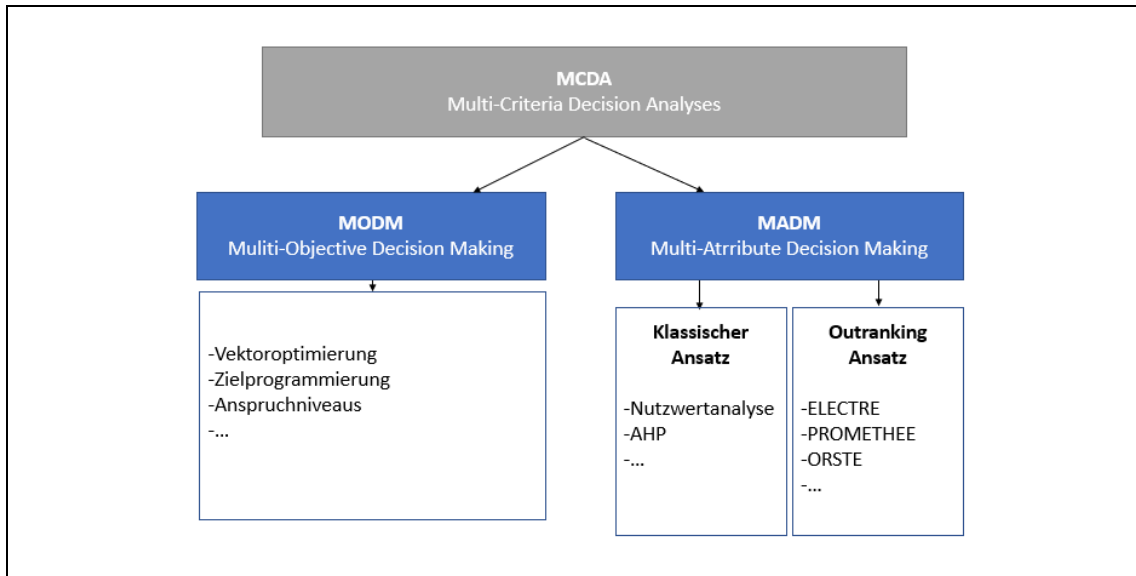 MCDA
Multi-Criteria Decision Analyses
MODM
Muliti-Objective Decision Making
MADM
Multi-Atrribute Decision Making
-Vektoroptimierung
-Zielprogrammierung
-Anspruchniveaus
-...
Klassischer
Ansatz
-Nutzwertanalyse
-AHP
-...
Outranking
Ansatz
-ELECTRE
-PROMETHEE
-ORSTE
-...